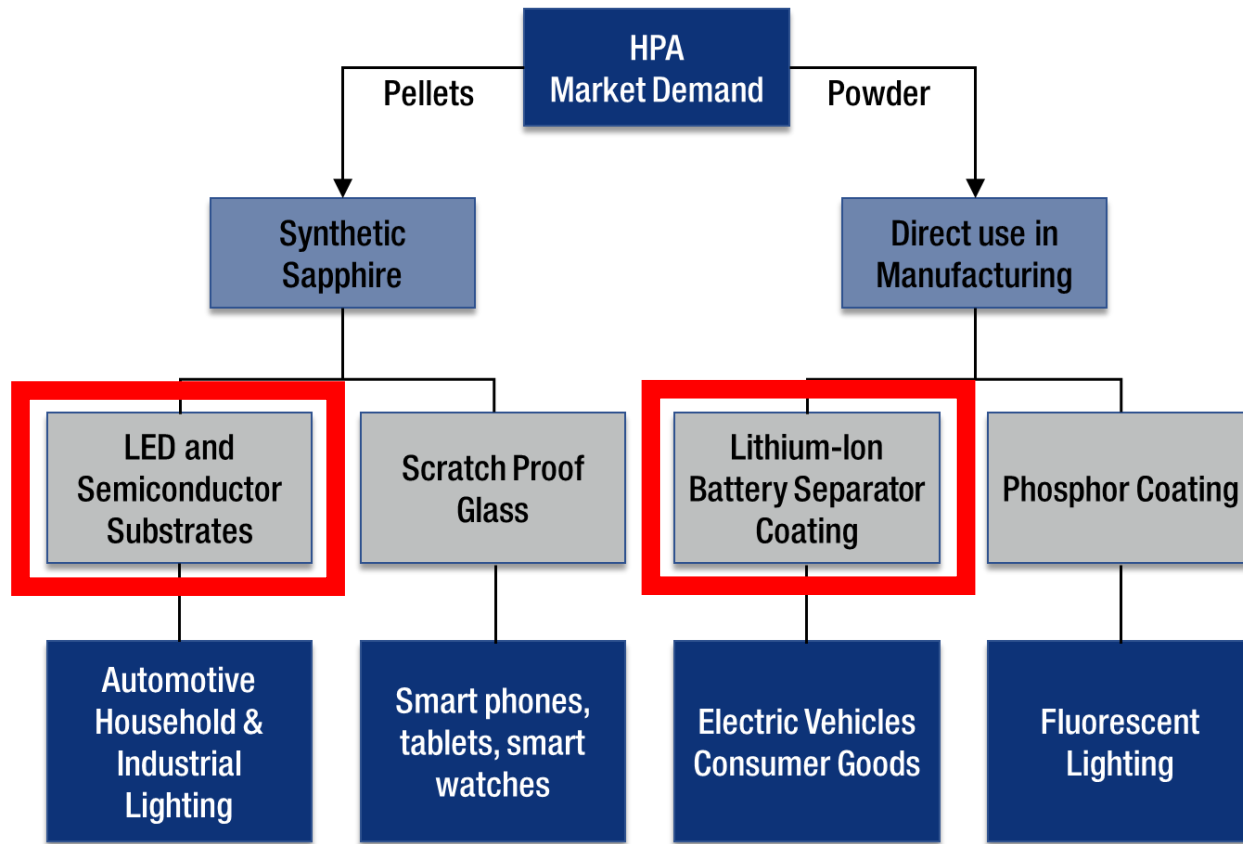 HPA
Market Demand
Pellets
Powder
Synthetic
Sapphire
Direct use in
Manufacturing
LED and
Semiconductor
Substrates
Scratch Proof
Glass
Lithium-Ion
Battery Separator
Coating
Phosphor Coating
Automotive
Household &
Industrial
Lighting
Smart phones,
tablets, smart
watches
Electric Vehicles
Consumer Goods
Fluorescent
Lighting